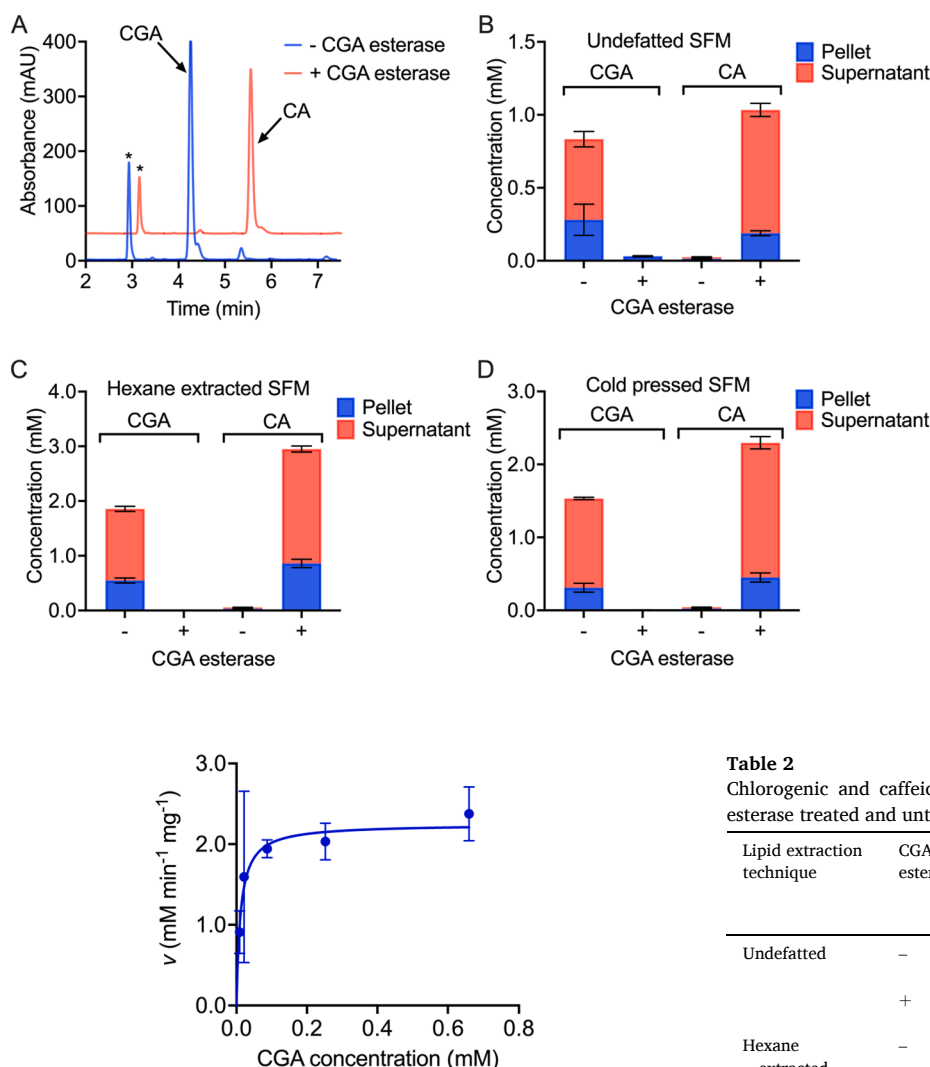 A
CGA
- CGA esterase
+ CGA esterase
CA
*
*
Absorbance (mAU)
400
300
200
100
0
2 3 4 5 6 7
Time (min)
B
Undefatted SFM
Pellet
Supernatant
CGA CA
Concentration (mM)
1.5
1.0
0.5
0.0
- + - +
CGA esterase
C
Hexane extracted SFM
Pellet
Supernatant
CGA CA
Concentration (mM)
4.0
3.0
2.0
1.0
0.0
- + - +
CGA esterase
D
Cold pressed SFM
Pellet
Supernatant
CGA CA
Concentration (mM)
3.0
2.0
1.0
0.0
- + - +
CGA esterase
v (mM min⁻¹ mg⁻¹)
3.0
2.0
1.0
0.0
0.0 0.2 0.4 0.6 0.8
CGA concentration (mM)
Table 2
Chlorogenic and caffeic
esterase treated and unt
Lipid extraction CGA
technique ester
Undefatted –
+
Hexane –
extracted